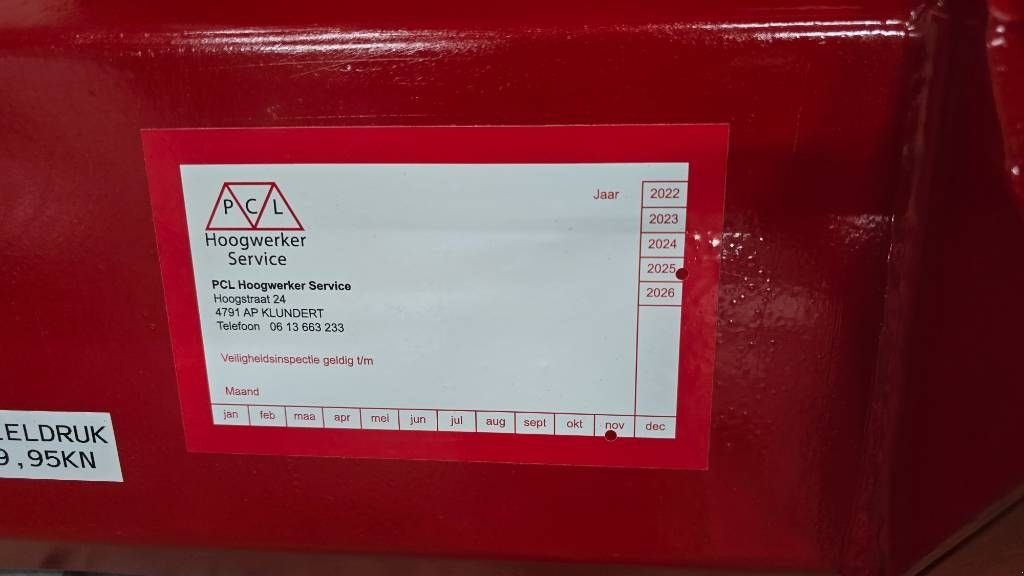 P C L
Hoogwerker
Service
PCL Hoogwerker Service
Hoogstraat 24
4791 AP KLUNDERT
Telefoon 06 13 663 233
Veiligheidsinspectie geldig t/m
Jaar
2022
2023
2024
2025
2026
Maand
jan feb maa apr mei jun jul aug sept okt nov dec
IELDRUK
9,95KN